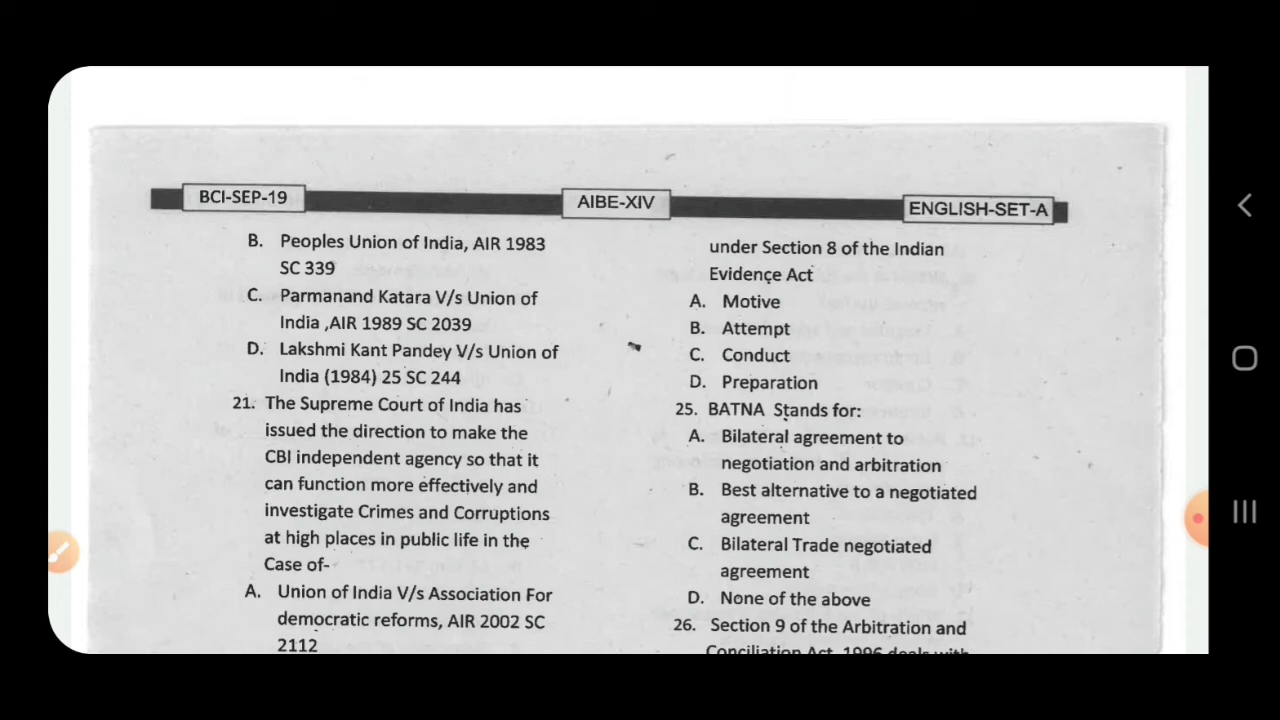 BCI-SEP-19
AIBE-XIV
ENGLISH-SET-A
B. Peoples Union of India, AIR 1983
SC 339
C. Parmanand Katara V/s Union of
India ,AIR 1989 SC 2039
D. Lakshmi Kant Pandey V/s Union of
India (1984) 25 SC 244
21. The Supreme Court of India has
issued the direction to make the
CBI independent agency so that it
can function more effectively and
investigate Crimes and Corruptions
at high places in public life in the
Case of-
A. Union of India V/s Association For
democratic reforms, AIR 2002 SC
2112
under Section 8 of the Indian
Evidence Act
A. Motive
B. Attempt
C. Conduct
D. Preparation
25. BATNA Stands for:
A. Bilateral agreement to
negotiation and arbitration
B. Best alternative to a negotiated
agreement
C. Bilateral Trade negotiated
agreement
D. None of the above
26. Section 9 of the Arbitration and
Conciliation Act, 1996 deals with